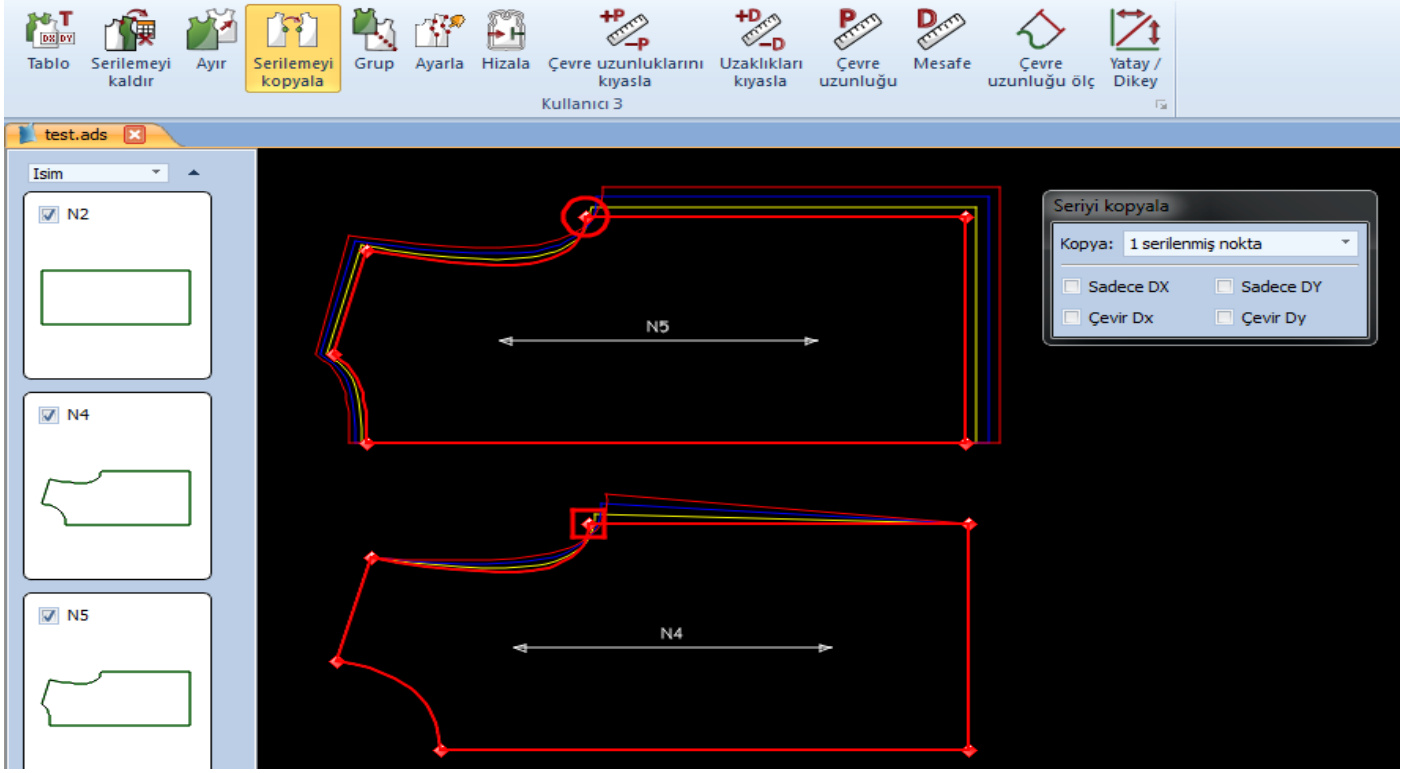 T
DX DY
+P
-P
+D
-D
P
D
H
Tablo
Serilemeyi kaldır
Ayır
Serilemeyi kopyala
Grup
Ayarla
Hizala
Çevre uzunluklarını kıyasla
Uzaklıkları kıyasla
Çevre uzunluğu
Mesafe
Çevre uzunluğu ölç
Yatay / Dikey
Kullanıcı 3
test.ads
Isim
N2
N4
N5
N5
N4
Seriyi kopyala
Kopya: 1 serilenmiş nokta
Sadece DX
Sadece DY
Çevir Dx
Çevir Dy